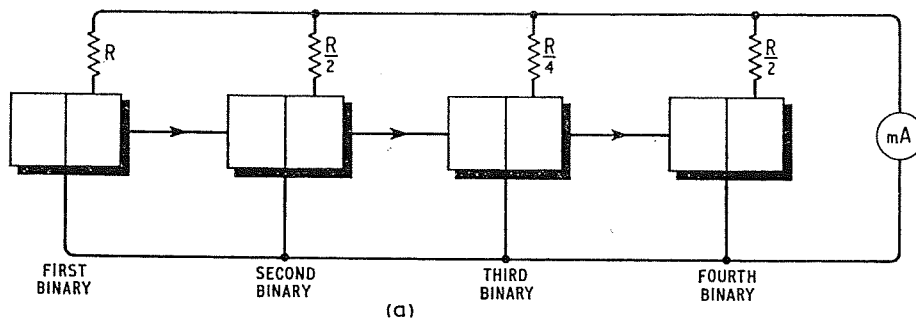 R
R/2
R/4
R/2
mA
FIRST
BINARY
SECOND
BINARY
THIRD
BINARY
FOURTH
BINARY
(a)